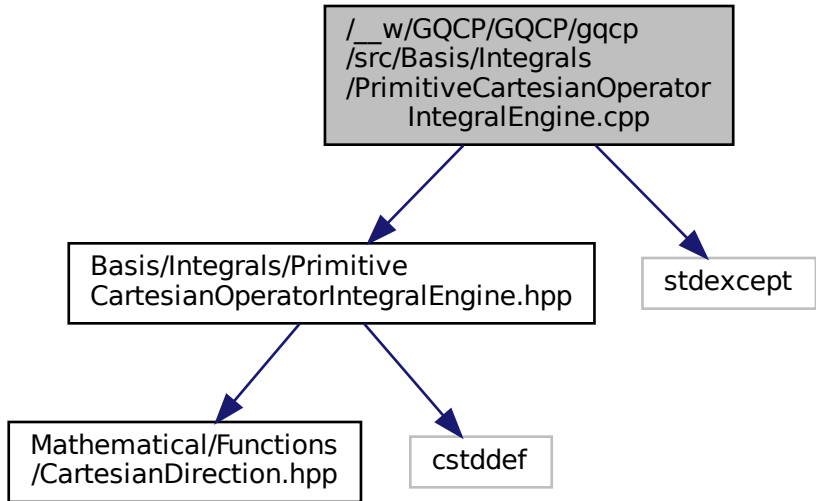 /__w/GQCP/GQCP/gqcp
/src/Basis/Integrals
/PrimitiveCartesianOperator
IntegralEngine.cpp
Basis/Integrals/Primitive
CartesianOperatorIntegralEngine.hpp
stdexcept
Mathematical/Functions
/CartesianDirection.hpp
cstddef